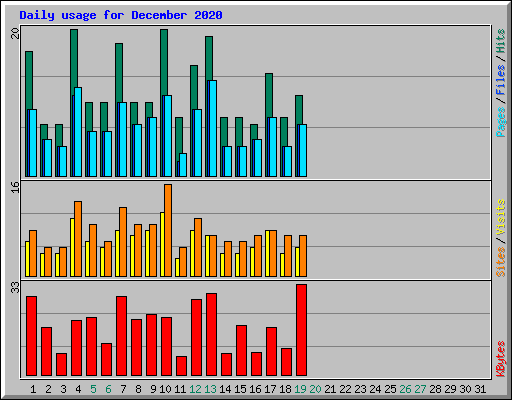 Daily usage for December 2020
20
16
33
Pages / Files / Hits
Sites / Visits
KBytes
1 2 3 4 5 6 7 8 9 10 11 12 13 14 15 16 17 18 19 20 21 22 23 24 25 26 27 28 29 30 31